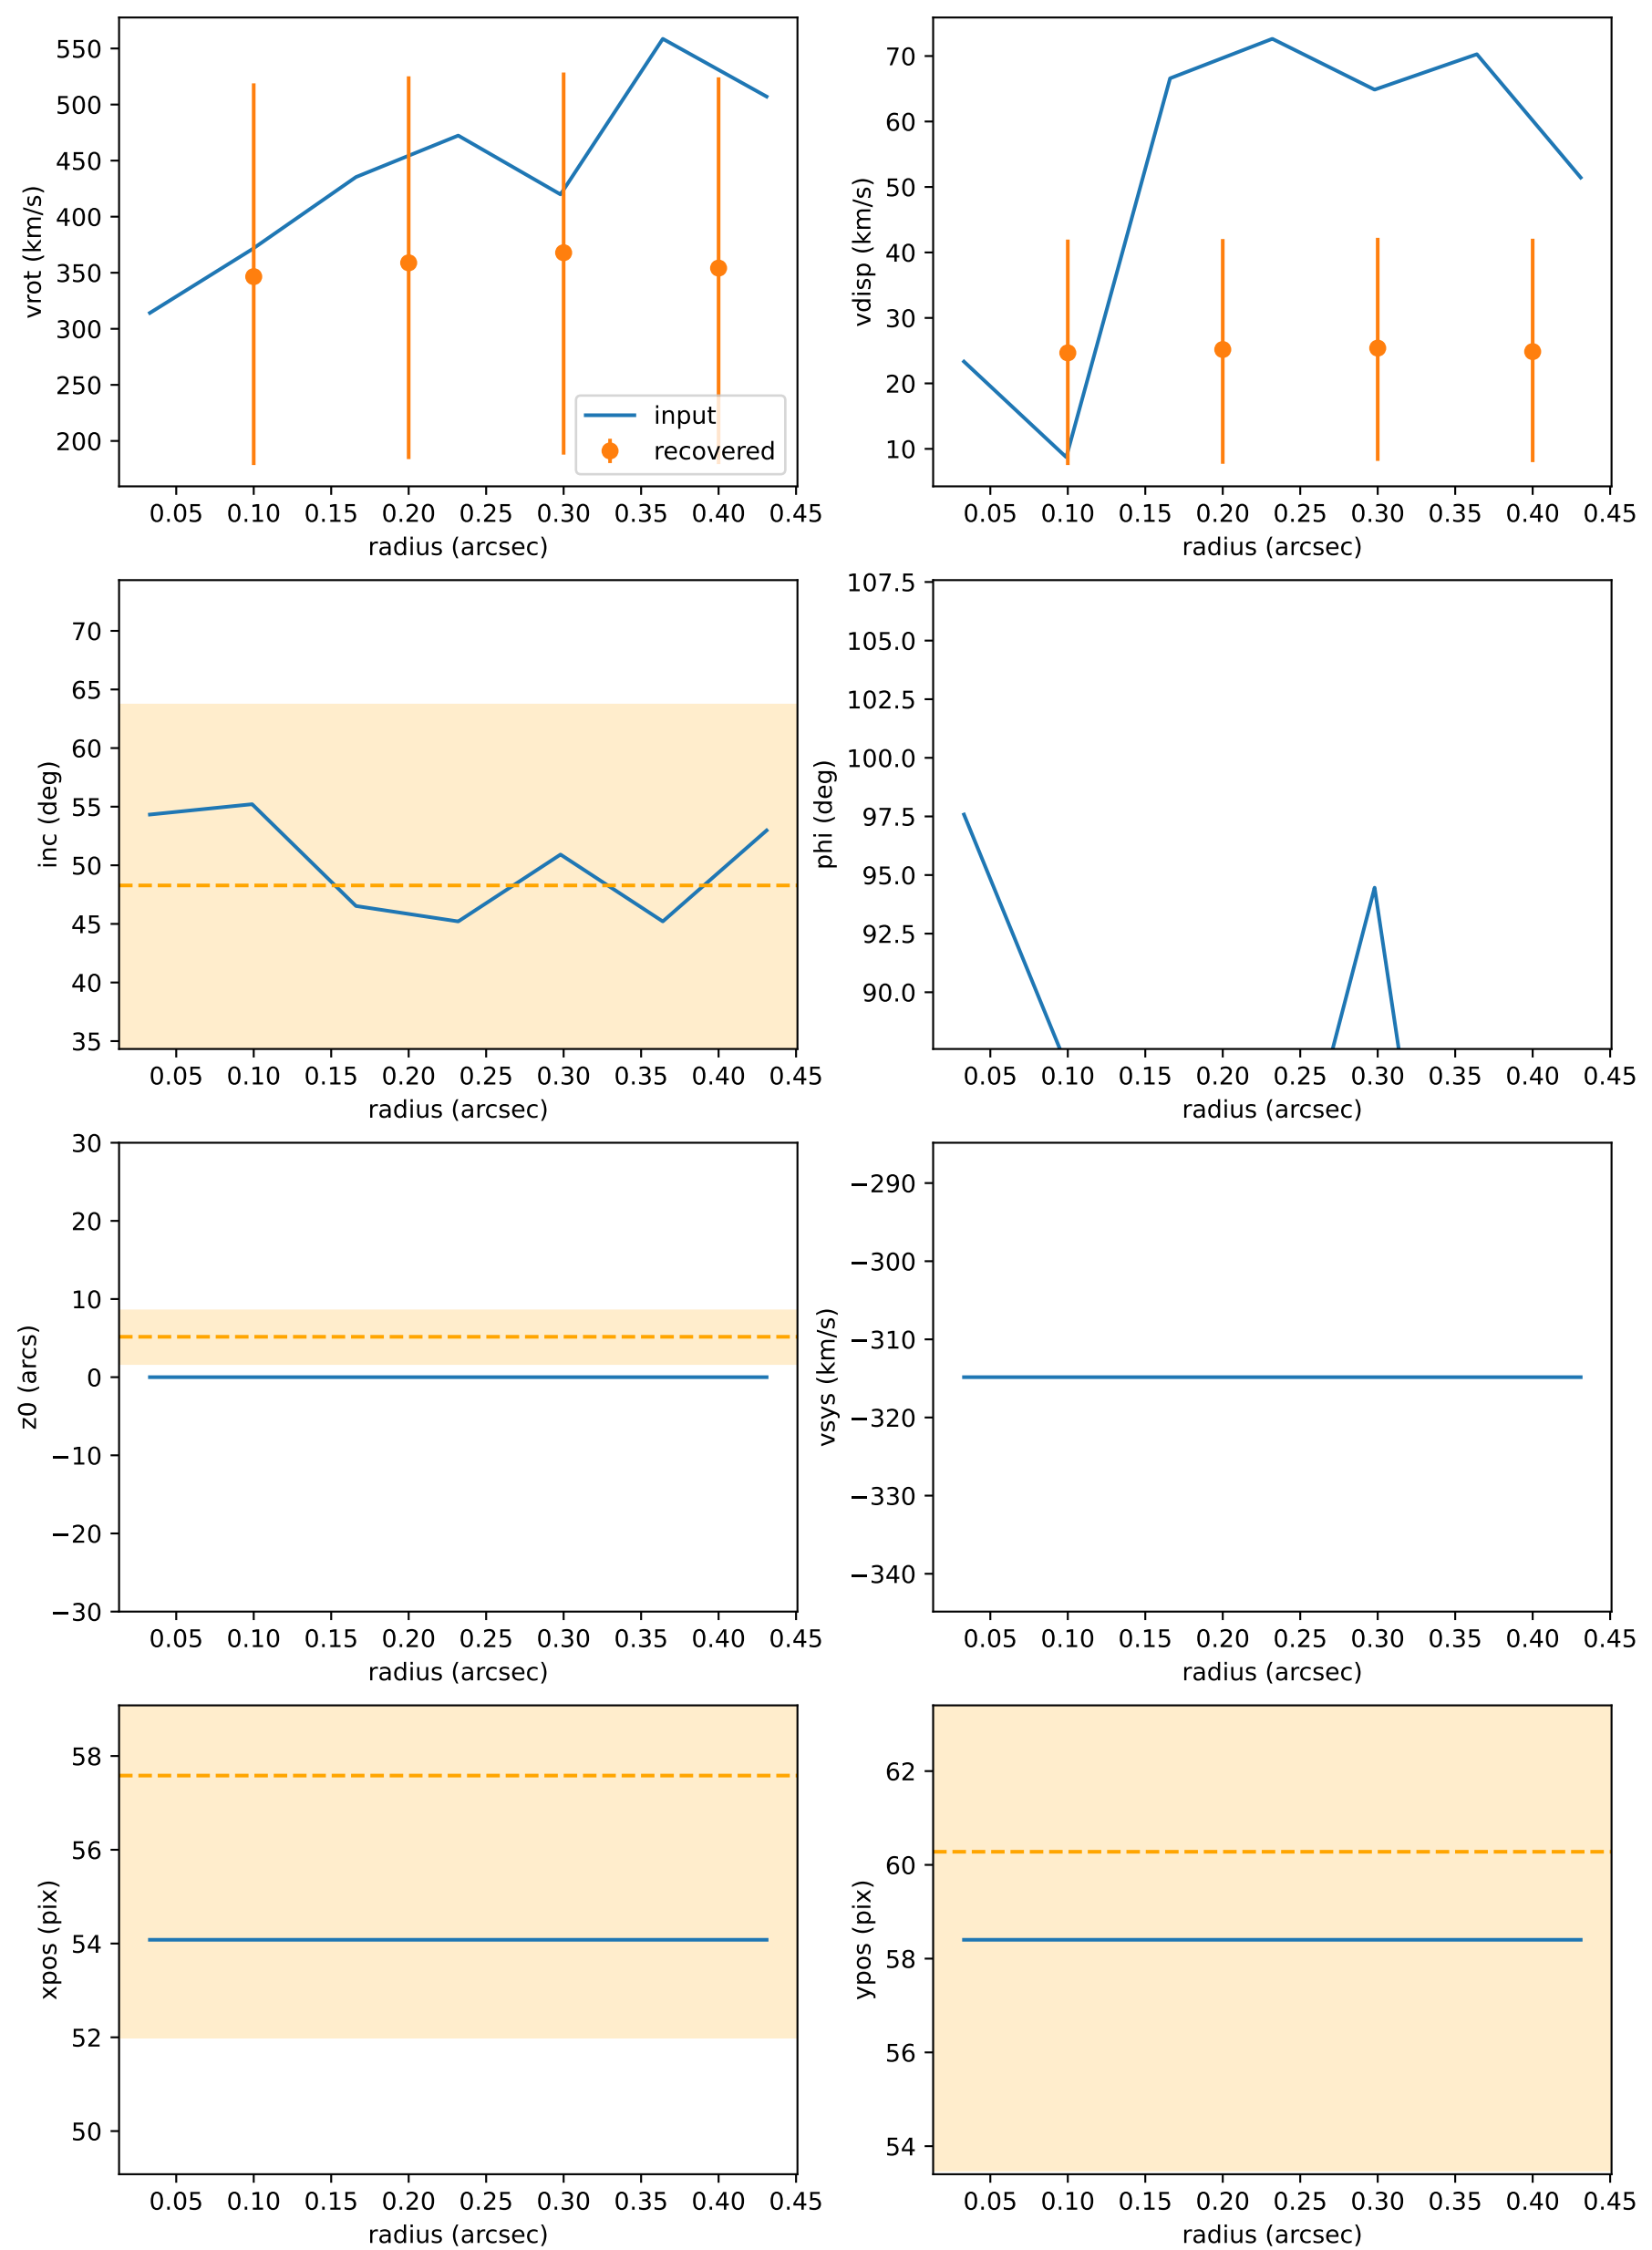 550
500
450
400
350
300
250
200
vrot (km/s)
input
recovered
0.05 0.10 0.15 0.20 0.25 0.30 0.35 0.40 0.45
radius (arcsec)
70
60
50
40
30
20
10
vdisp (km/s)
0.05 0.10 0.15 0.20 0.25 0.30 0.35 0.40 0.45
radius (arcsec)
70
65
60
55
50
45
40
35
inc (deg)
0.05 0.10 0.15 0.20 0.25 0.30 0.35 0.40 0.45
radius (arcsec)
107.5
105.0
102.5
100.0
97.5
95.0
92.5
90.0
phi (deg)
0.05 0.10 0.15 0.20 0.25 0.30 0.35 0.40 0.45
radius (arcsec)
30
20
10
0
−10
−20
−30
z0 (arcs)
0.05 0.10 0.15 0.20 0.25 0.30 0.35 0.40 0.45
radius (arcsec)
−290
−300
−310
−320
−330
−340
vsys (km/s)
0.05 0.10 0.15 0.20 0.25 0.30 0.35 0.40 0.45
radius (arcsec)
58
56
54
52
50
xpos (pix)
0.05 0.10 0.15 0.20 0.25 0.30 0.35 0.40 0.45
radius (arcsec)
62
60
58
56
54
ypos (pix)
0.05 0.10 0.15 0.20 0.25 0.30 0.35 0.40 0.45
radius (arcsec)